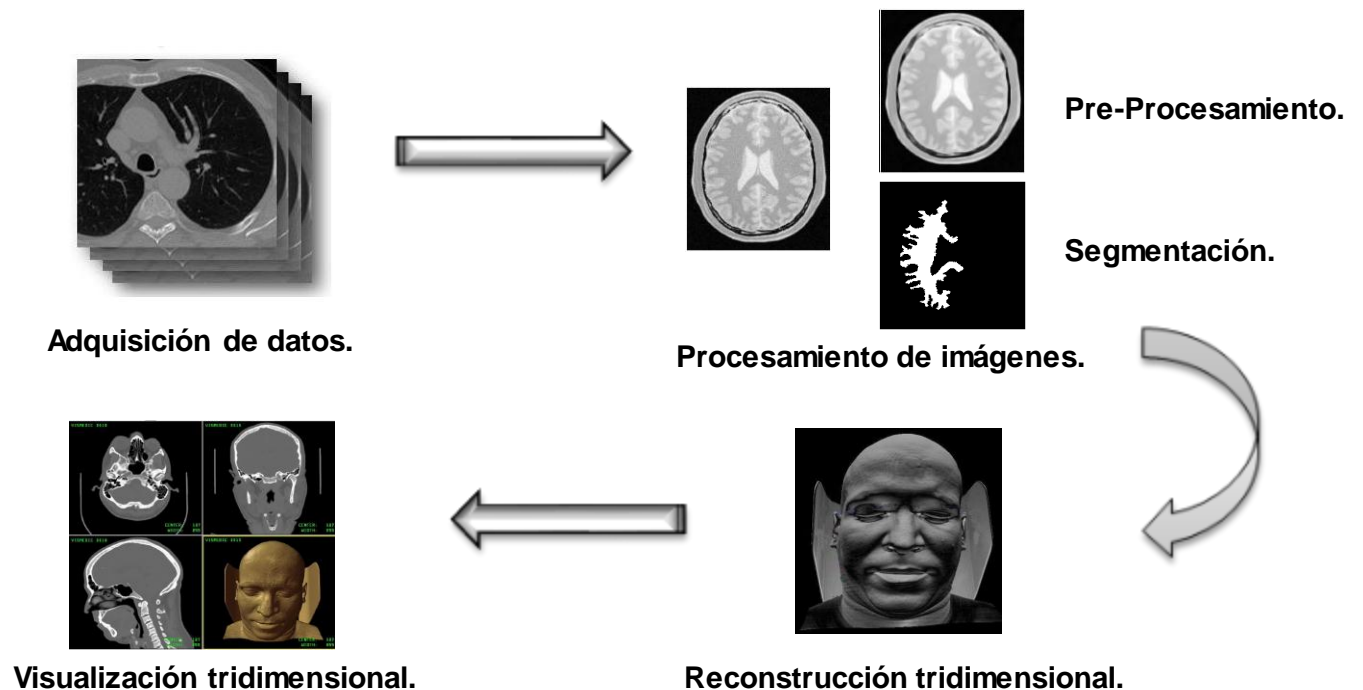 Pre-Procesamiento.
Segmentación.
Adquisición de datos.
Procesamiento de imágenes.
Visualización tridimensional.
Reconstrucción tridimensional.